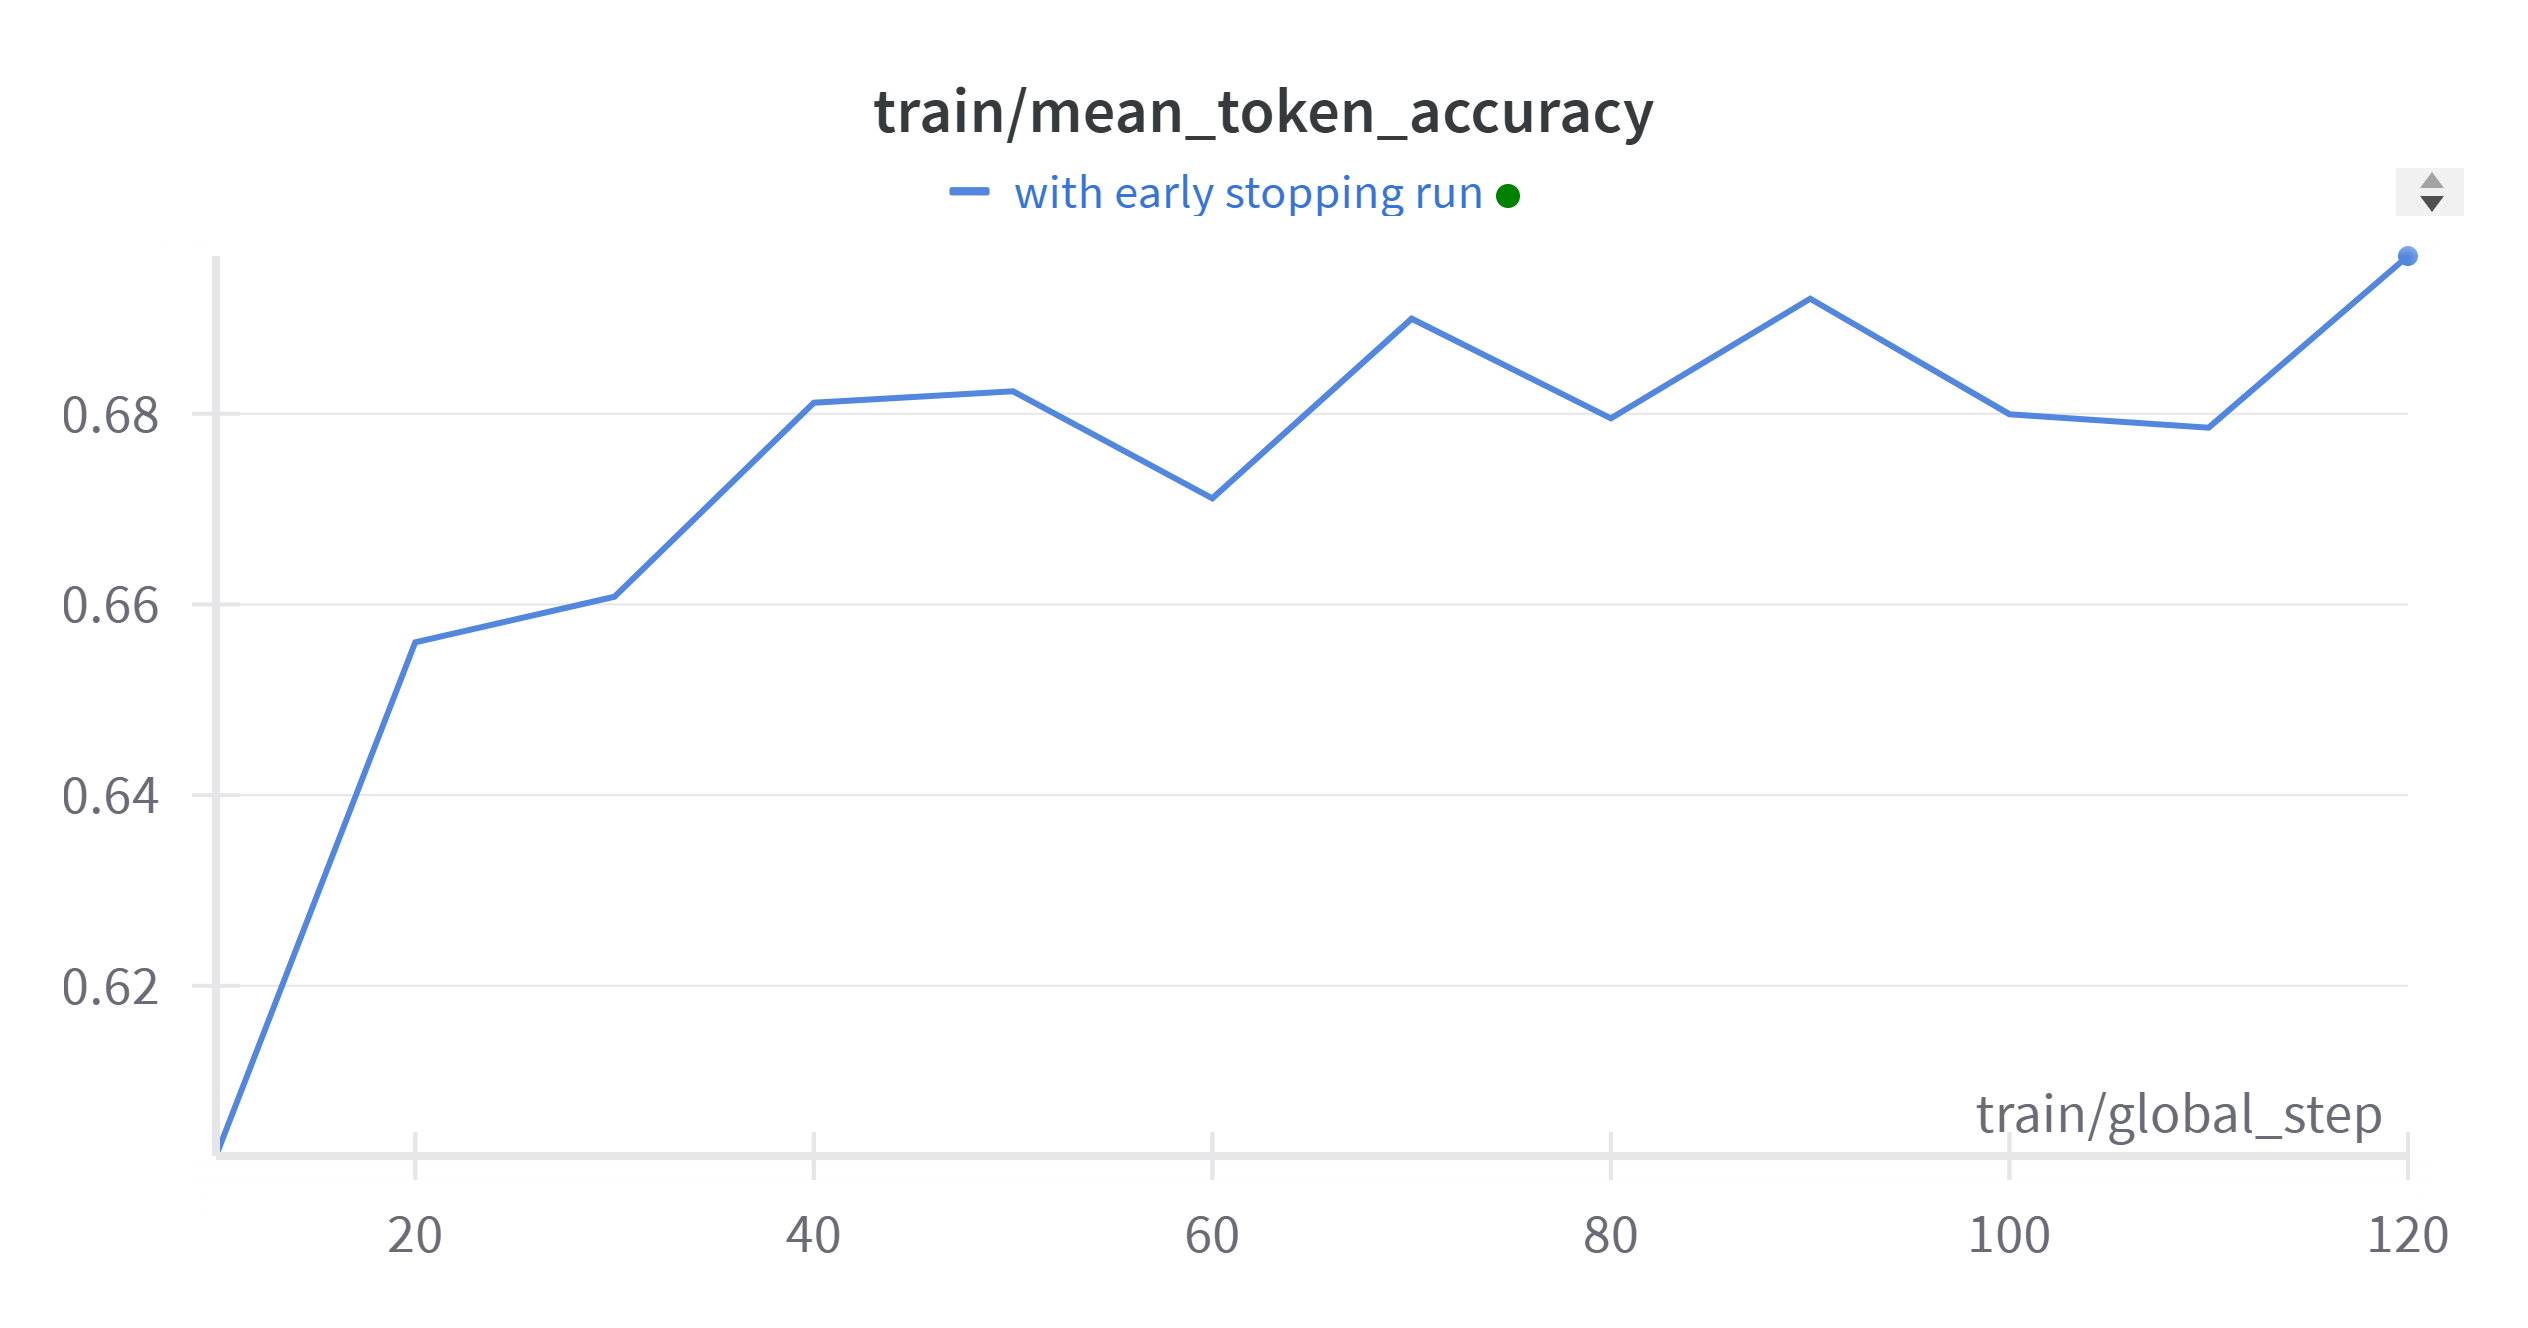 train/mean_token_accuracy
with early stopping run
0.68
0.66
0.64
0.62
train/global_step
20 40 60 80 100 120